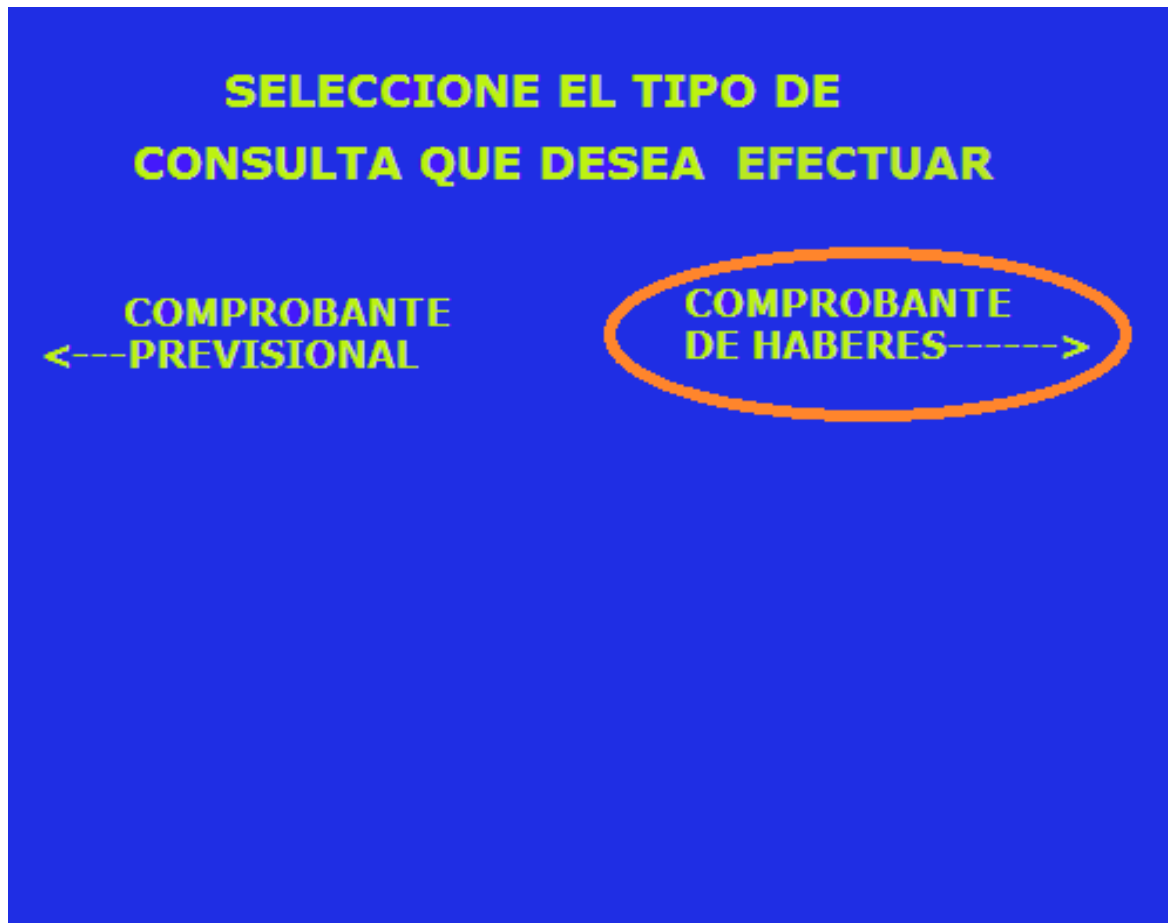 SELECCIONE EL TIPO DE
CONSULTA QUE DESEA EFECTUAR
COMPROBANTE
<---PREVISIONAL
COMPROBANTE
DE HABERES------>